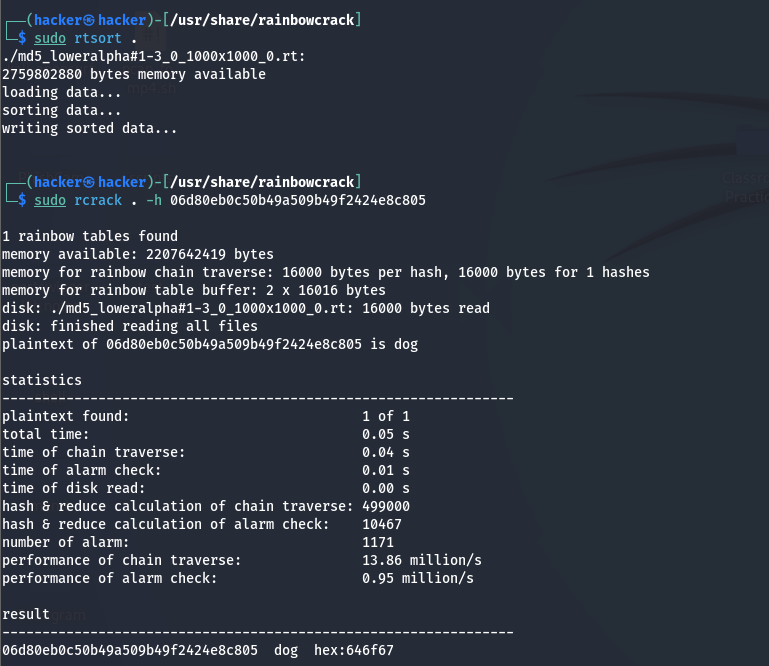 ┌──(hacker㉿hacker)-[/usr/share/rainbowcrack]
└─$ sudo rtsort .
./md5_loweralpha#1-3_0_1000x1000_0.rt:
2759802880 bytes memory available
loading data...
sorting data...
writing sorted data...
┌──(hacker㉿hacker)-[/usr/share/rainbowcrack]
└─$ sudo rcrack . -h 06d80eb0c50b49a509b49f2424e8c805
1 rainbow tables found
memory available: 2207642419 bytes
memory for rainbow chain traverse: 16000 bytes per hash, 16000 bytes for 1 hashes
memory for rainbow table buffer: 2 x 16016 bytes
disk: ./md5_loweralpha#1-3_0_1000x1000_0.rt: 16000 bytes read
disk: finished reading all files
plaintext of 06d80eb0c50b49a509b49f2424e8c805 is dog
statistics
----------------------------------------------------------------
plaintext found: 1 of 1
total time: 0.05 s
time of chain traverse: 0.04 s
time of alarm check: 0.01 s
time of disk read: 0.00 s
hash & reduce calculation of chain traverse: 499000
hash & reduce calculation of alarm check: 10467
number of alarm: 1171
performance of chain traverse: 13.86 million/s
performance of alarm check: 0.95 million/s
result
----------------------------------------------------------------
06d80eb0c50b49a509b49f2424e8c805 dog hex:646f67